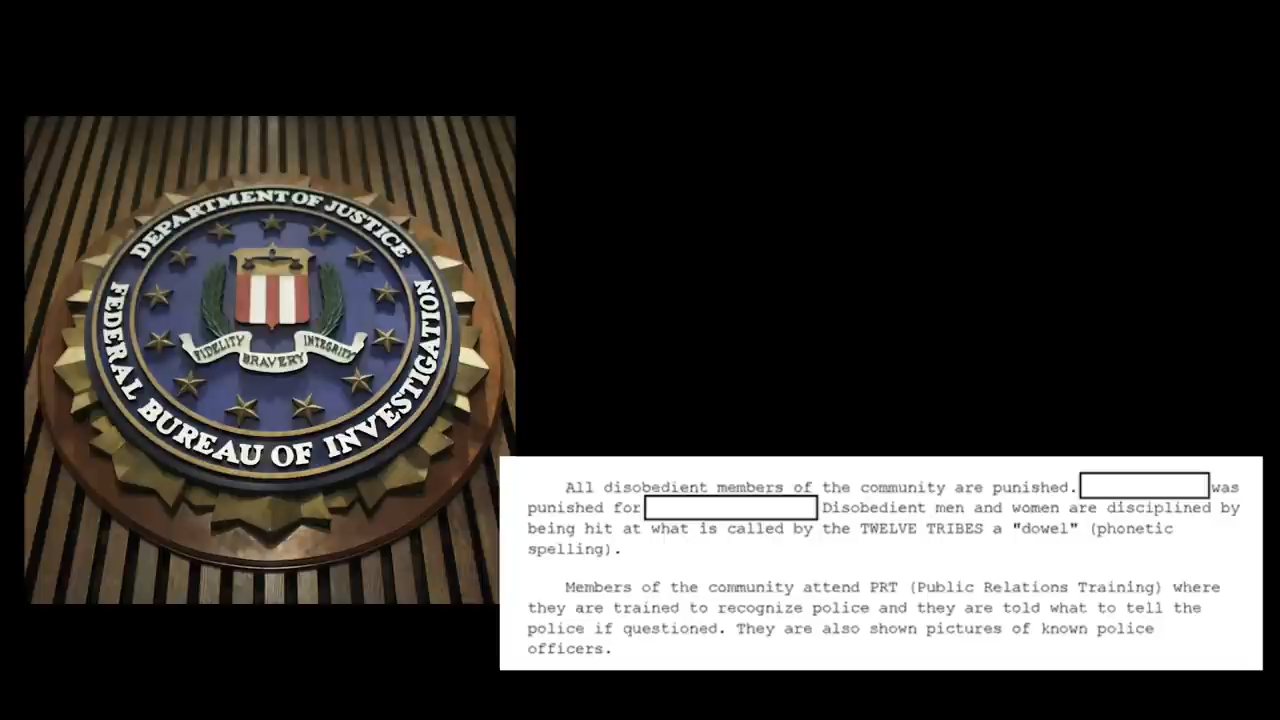 DEPARTMENT OF JUSTICE
FEDERAL BUREAU OF INVESTIGATION
FIDELITY
BRAVERY
INTEGRITY
All disobedient members of the community are punished. was
punished for Disobedient men and women are disciplined by
being hit at what is called by the TWELVE TRIBES a "dowel" (phonetic
spelling).
Members of the community attend PRT (Public Relations Training) where
they are trained to recognize police and they are told what to tell the
police if questioned. They are also shown pictures of known police
officers.